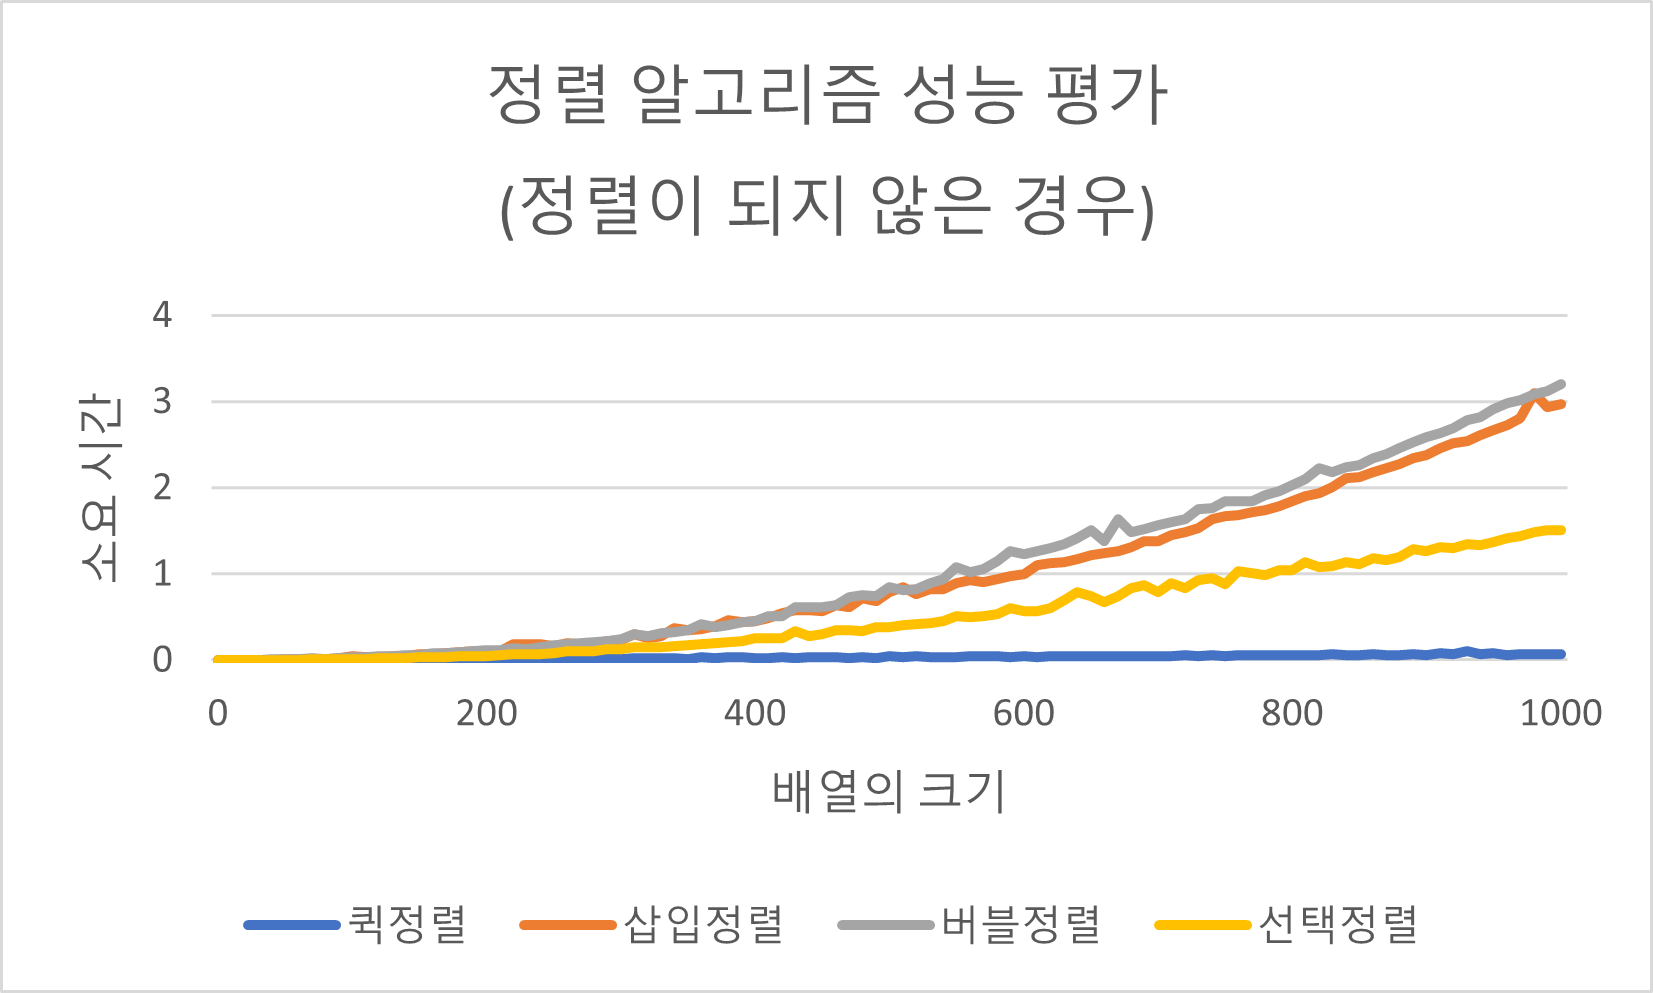 정렬 알고리즘 성능 평가
(정렬이 되지 않은 경우)
4
3
2
1
0
소요 시간
0 200 400 600 800 1000
배열의 크기
퀵정렬 삽입정렬 버블정렬 선택정렬